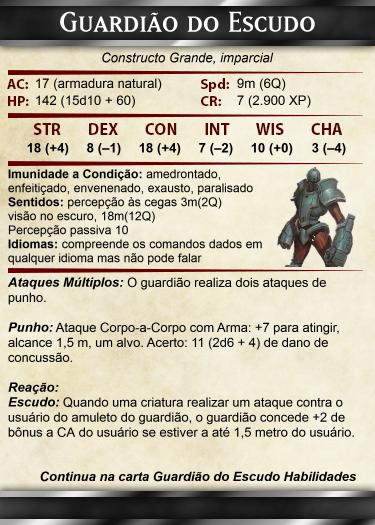 Guardião do Escudo
Constructo Grande, imparcial
AC: 17 (armadura natural) Spd: 9m (6Q)
HP: 142 (15d10 + 60) CR: 7 (2.900 XP)
STR DEX CON INT WIS CHA
18 (+4) 8 (–1) 18 (+4) 7 (–2) 10 (+0) 3 (–4)
Imunidade a Condição: amedrontado,
enfeitiçado, envenenado, exausto, paralisado
Sentidos: percepção às cegas 3m(2Q)
visão no escuro, 18m(12Q)
Percepção passiva 10
Idiomas: compreende os comandos dados em
qualquer idioma mas não pode falar
Ataques Múltiplos: O guardião realiza dois ataques de
punho.
Punho: Ataque Corpo-a-Corpo com Arma: +7 para atingir,
alcance 1,5 m, um alvo. Acerto: 11 (2d6 + 4) de dano de
concussão.
Reação:
Escudo: Quando uma criatura realizar um ataque contra o
usuário do amuleto do guardião, o guardião concede +2 de
bônus a CA do usuário se estiver a até 1,5 metro do usuário.
Continua na carta Guardião do Escudo Habilidades